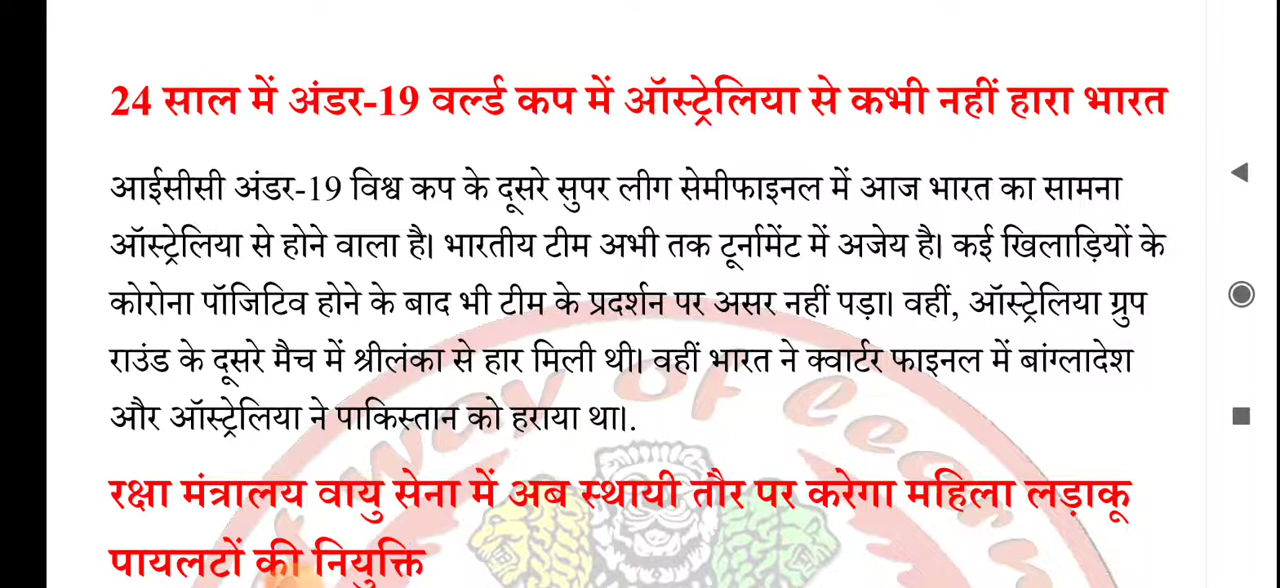 24 साल में अंडर-19 वर्ल्ड कप में ऑस्ट्रेलिया से कभी नहीं हारा भारत
आईसीसी अंडर-19 विश्व कप के दूसरे सुपर लीग सेमीफाइनल में आज भारत का सामना
ऑस्ट्रेलिया से होने वाला है। भारतीय टीम अभी तक टूर्नामेंट में अजेय है। कई खिलाड़ियों के
कोरोना पॉजिटिव होने के बाद भी टीम के प्रदर्शन पर असर नहीं पड़ा। वहीं, ऑस्ट्रेलिया ग्रुप
राउंड के दूसरे मैच में श्रीलंका से हार मिली थी। वहीं भारत ने क्वार्टर फाइनल में बांग्लादेश
और ऑस्ट्रेलिया ने पाकिस्तान को हराया था।.
रक्षा मंत्रालय वायु सेना में अब स्थायी तौर पर करेगा महिला लड़ाकू
पायलटों की नियुक्ति
way of